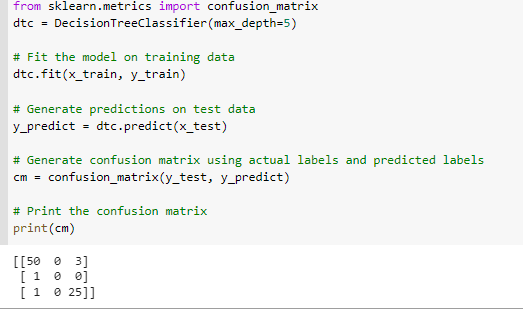 from sklearn.metrics import confusion_matrix
dtc = DecisionTreeClassifier(max_depth=5)
# Fit the model on training data
dtc.fit(x_train, y_train)
# Generate predictions on test data
y_predict = dtc.predict(x_test)
# Generate confusion matrix using actual labels and predicted labels
cm = confusion_matrix(y_test, y_predict)
# Print the confusion matrix
print(cm)
[[50  0  3]
 [ 1  0  0]
 [ 1  0 25]]